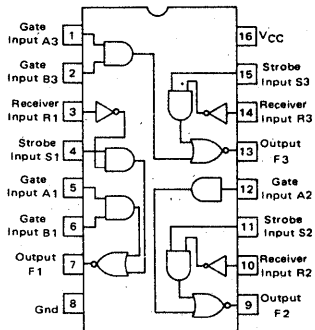 Gate
Input A3
1
Gate
Input B3
2
Receiver
Input R1
3
Strobe
Input S1
4
Gate
Input A1
5
Gate
Input B1
6
Output
F1
7
Gnd
8
16
VCC
15
Strobe
Input S3
14
Receiver
Input R3
13
Output
F3
12
Gate
Input A2
11
Strobe
Input S2
10
Receiver
Input R2
9
Output
F2